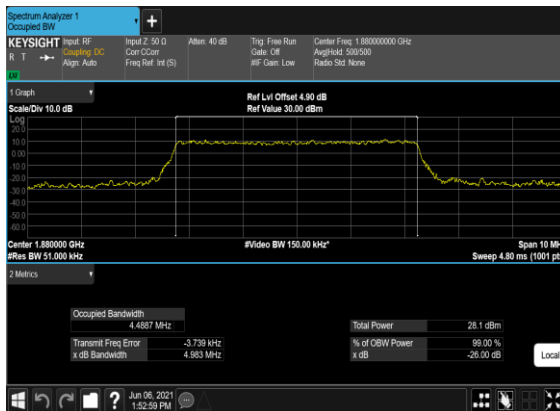 Spectrum Analyzer 1
Occupied BW
+
KEYSIGHT Input: RF Input Z: 50 Ω Atten: 40 dB Trig: Free Run Center Freq: 1.880000000 GHz
R T Coupling: DC Corr CCorr Gate: Off Avg|Hold: 500/500
Align: Auto Freq Ref: Int (S) #IF Gain: Low Radio Std: None
1 Graph
Ref Lvl Offset 4.90 dB
Scale/Div 10.0 dB Ref Value 30.00 dBm
Log
20.0
10.0
0.00
-10.0
-20.0
-30.0
-40.0
-50.0
-60.0
Center 1.880000 GHz #Video BW 150.00 kHz* Span 10 MH
#Res BW 51.000 kHz Sweep 4.80 ms (1001 pt
2 Metrics
Occupied Bandwidth
4.4887 MHz Total Power 28.1 dBm
Transmit Freq Error -3.739 kHz % of OBW Power 99.00 %
x dB Bandwidth 4.983 MHz x dB -26.00 dB
Local
? Jun 06, 2021
1:52:59 PM